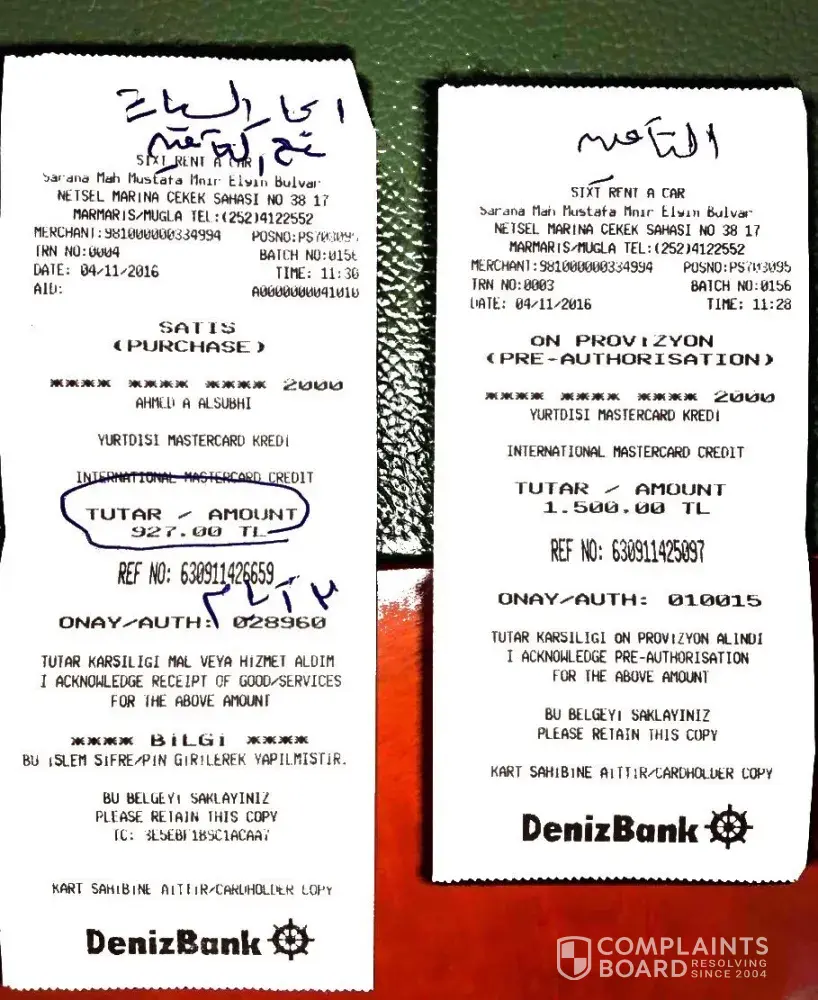 ايجار السيارة
SIXT RENT A CAR
Sarana Mah Mustafa Mnir Elgin Bulvar
NETSEL MARINA CEKEK SAHASI NO 38 17
MARMARIS/MUGLA TEL:(252)4122552
MERCHANT:981000000334994 POSNO:PS703095
TRN NO:0004 BATCH NO:0156
DATE: 04/11/2016 TIME: 11:30
AID: A0000000041010
SATIS
(PURCHASE)
**** **** **** 2000
AHMED A ALSUBHI
YURTDISI MASTERCARD KREDI
INTERNATIONAL MASTERCARD CREDIT
TUTAR / AMOUNT
927.00 TL
REF NO: 630911426659
أيام
ONAY/AUTH: 028960
TUTAR KARSILIGI MAL VEYA HIZMET ALDIM
I ACKNOWLEDGE RECEIPT OF GOOD/SERVICES
FOR THE ABOVE AMOUNT
**** BiLGi ****
BU iSLEM SiFRE/PiN GiRiLEREK YAPILMISTiR.
BU BELGEYi SAKLAYINIZ
PLEASE RETAIN THIS COPY
KART SAHiBiNE AiTTiR/CARDHOLDER COPY
DenizBank
التأمين
SIXT RENT A CAR
Sarana Mah Mustafa Mnir Elgin Bulvar
NETSEL MARINA CEKEK SAHASI NO 38 17
MARMARIS/MUGLA TEL:(252)4122552
MERCHANT:981000000334994 POSNO:PS703095
TRN NO:0003 BATCH NO:0156
DATE: 04/11/2016 TIME: 11:28
ON PROViZYON
(PRE-AUTHORISATION)
**** **** **** 2000
YURTDISI MASTERCARD KREDI
INTERNATIONAL MASTERCARD CREDIT
TUTAR / AMOUNT
1.500.00 TL
REF NO: 630911425097
ONAY/AUTH: 010015
TUTAR KARSILIGI ON PROViZYON ALINDI
I ACKNOWLEDGE PRE-AUTHORISATION
FOR THE ABOVE AMOUNT
BU BELGEYi SAKLAYINIZ
PLEASE RETAIN THIS COPY
KART SAHiBiNE AiTTiR/CARDHOLDER COPY
DenizBank
COMPLAINTS
BOARD RESOLVING SINCE 2004